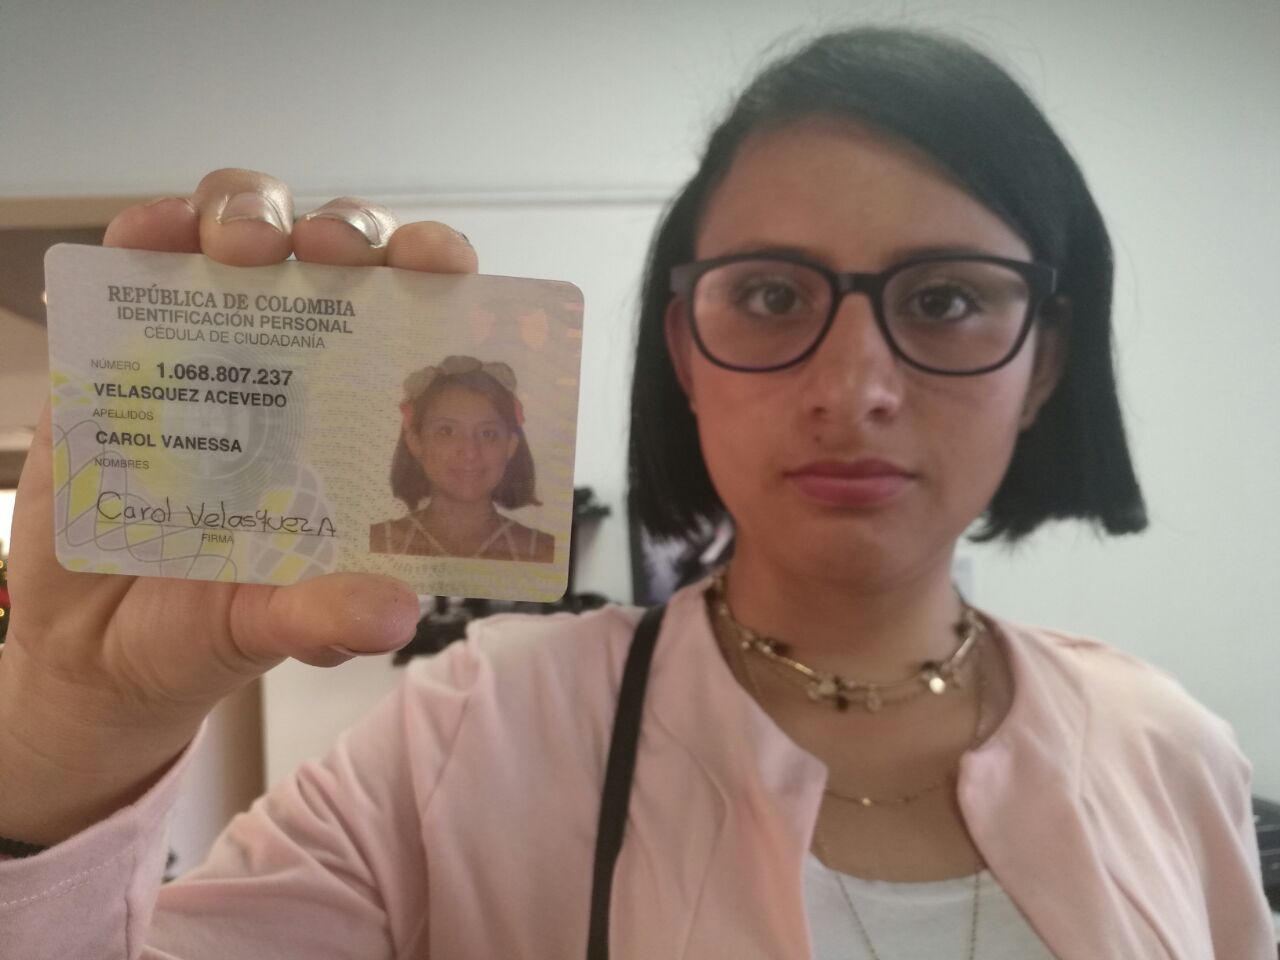 REPÚBLICA DE COLOMBIA
IDENTIFICACIÓN PERSONAL
CÉDULA DE CIUDADANÍA
NÚMERO 1.068.807.237
VELASQUEZ ACEVEDO
APELLIDOS
CAROL VANESSA
NOMBRES
Carol Velasquez A
FIRMA